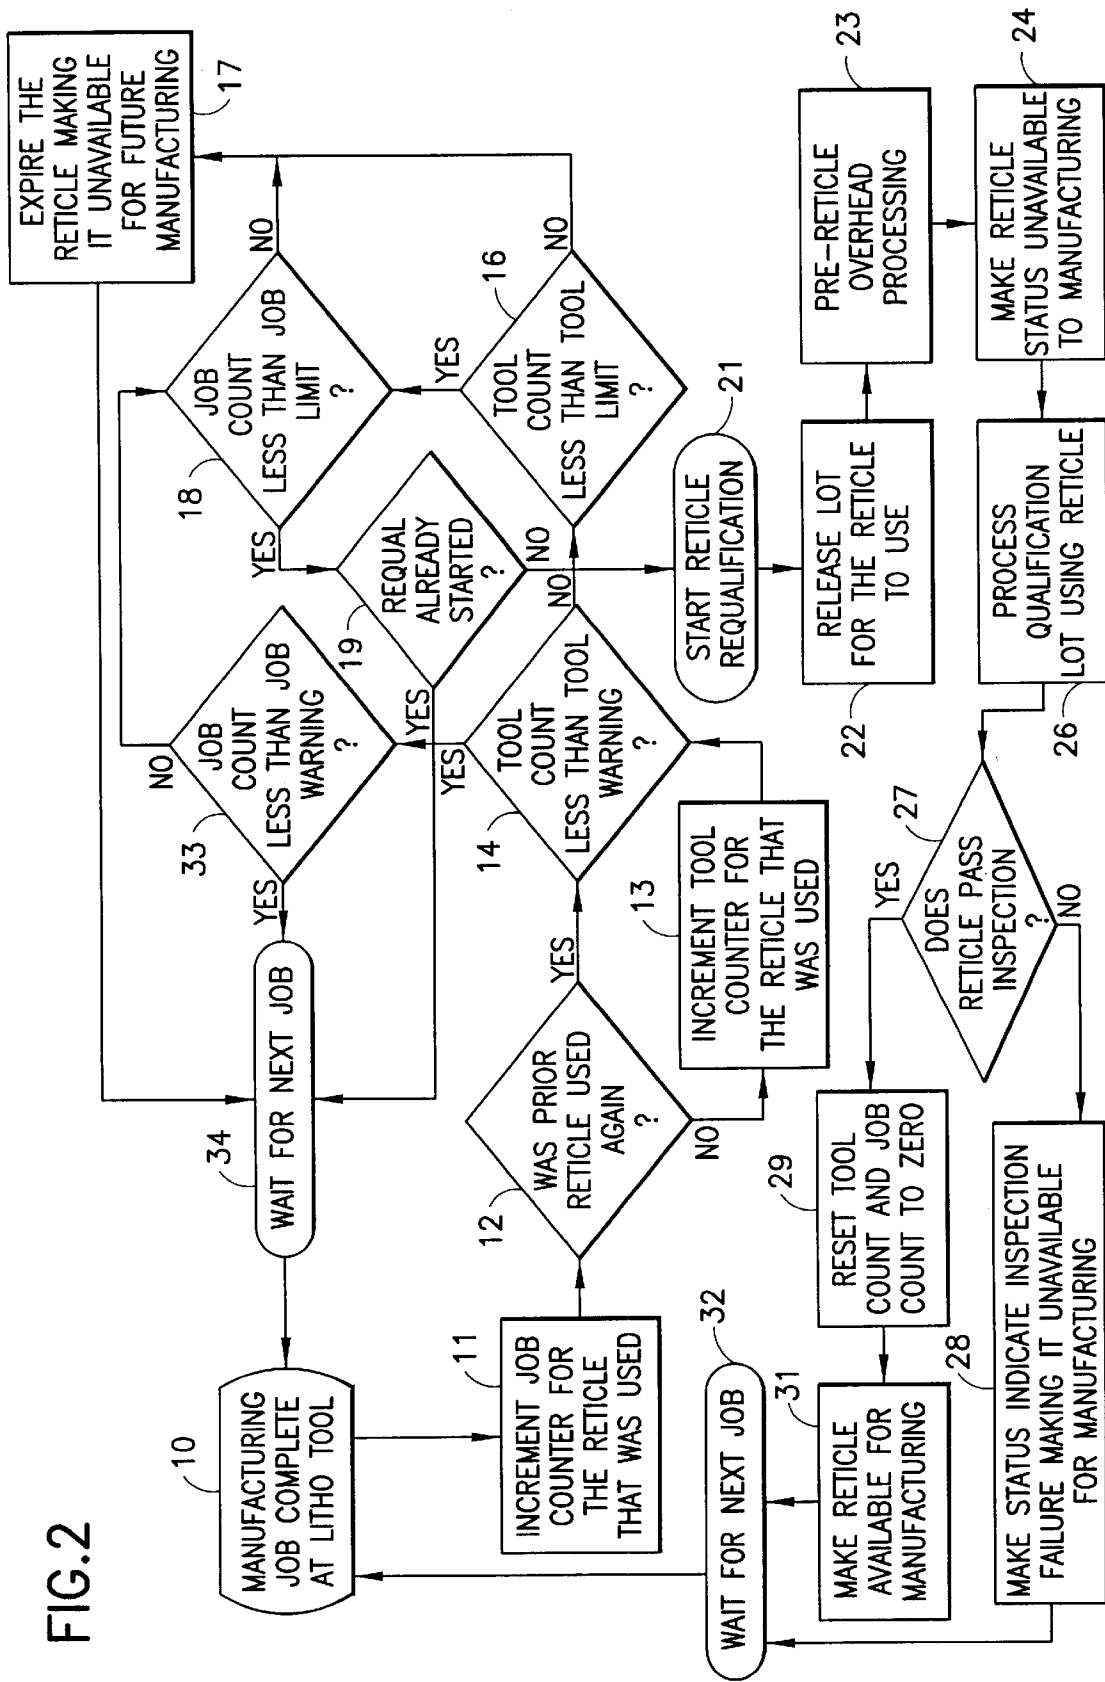 FIG.2
10
MANUFACTURING
JOB COMPLETE
AT LITHO TOOL
34
WAIT FOR NEXT JOB
YES
33
JOB
COUNT
LESS THAN JOB
WARNING
?
NO
18
JOB
COUNT
LESS THAN JOB
LIMIT
?
YES
NO
EXPIRE THE
RETICLE MAKING
IT UNAVAILABLE
FOR FUTURE
MANUFACTURING
17
19
REQUAL
ALREADY
STARTED
?
YES
NO
11
INCREMENT JOB
COUNTER FOR
THE RETICLE
THAT WAS USED
12
WAS PRIOR
RETICLE USED
AGAIN
?
YES
NO
14
TOOL
COUNT
LESS THAN TOOL
WARNING
?
YES
NO
16
TOOL
COUNT
LESS THAN TOOL
LIMIT
?
YES
NO
13
INCREMENT TOOL
COUNTER FOR
THE RETICLE THAT
WAS USED
21
START RETICLE
REQUALIFICATION
22
RELEASE LOT
FOR THE RETICLE
TO USE
23
PRE-RETICLE
OVERHEAD
PROCESSING
24
MAKE RETICLE
STATUS UNAVAILABLE
TO MANUFACTURING
26
PROCESS
QUALIFICATION
LOT USING RETICLE
27
DOES
RETICLE PASS
INSPECTION
?
YES
NO
29
RESET TOOL
COUNT AND JOB
COUNT TO ZERO
31
MAKE RETICLE
AVAILABLE FOR
MANUFACTURING
32
WAIT FOR NEXT JOB
28
MAKE STATUS INDICATE INSPECTION
FAILURE MAKING IT UNAVAILABLE
FOR MANUFACTURING